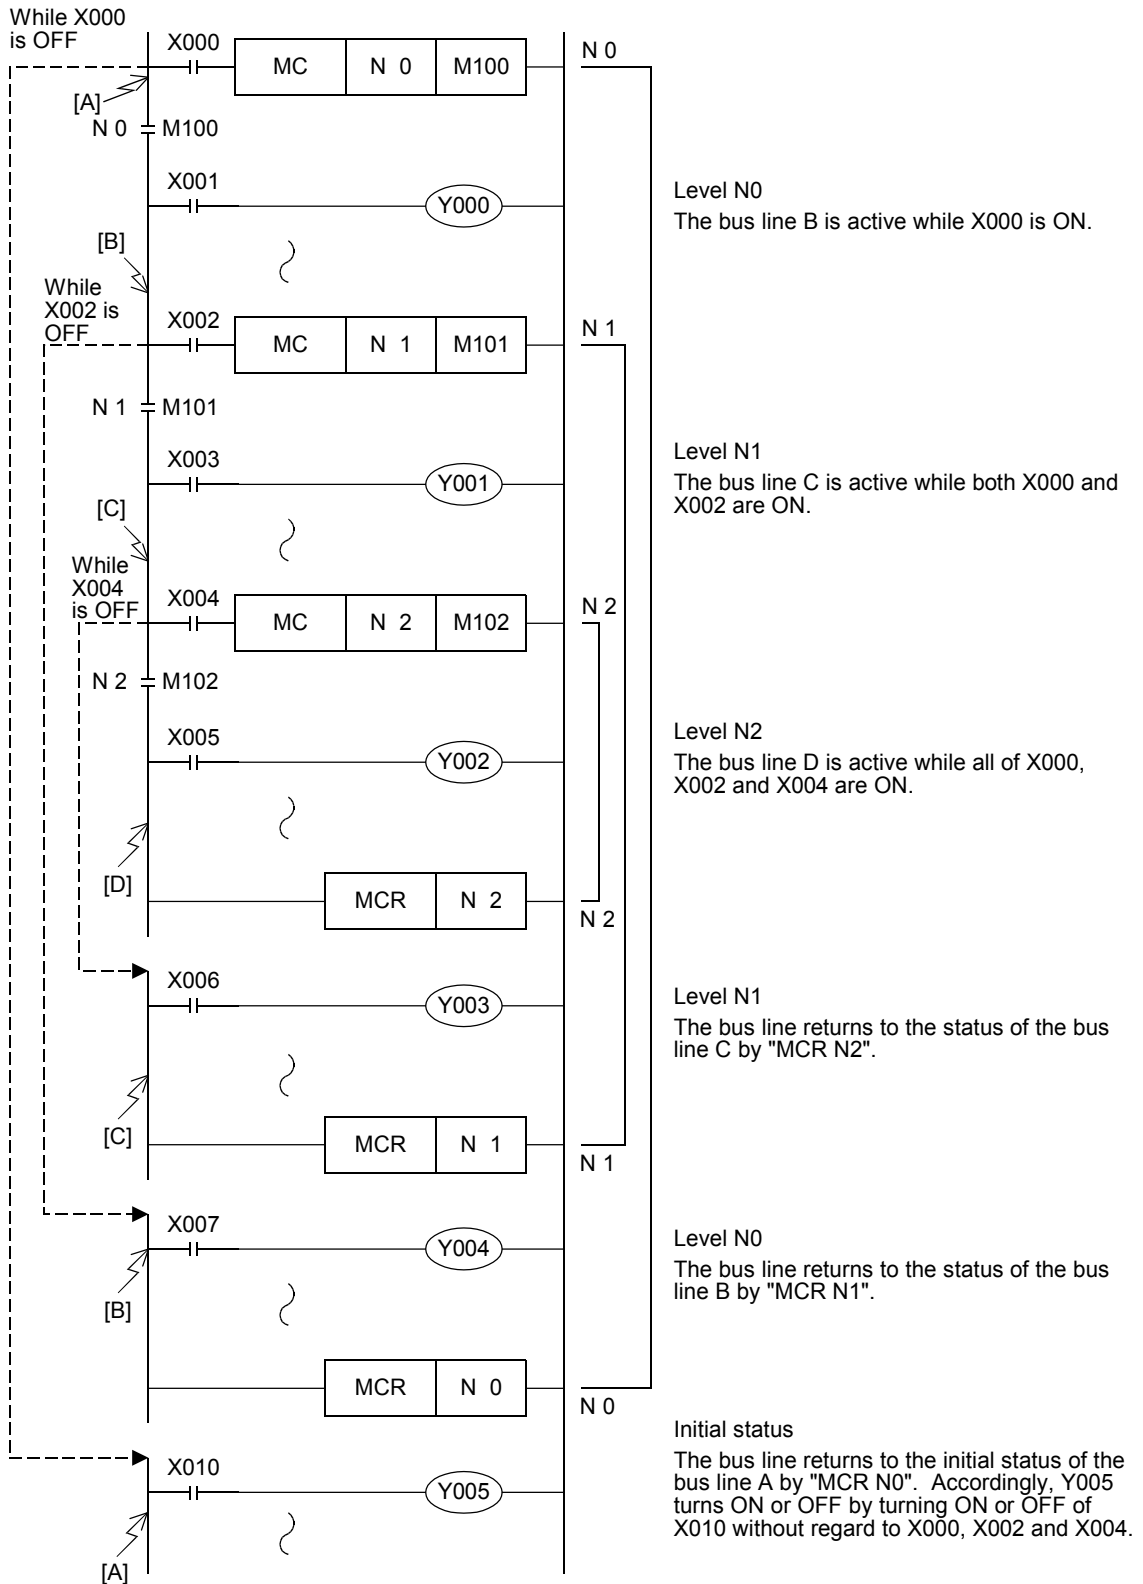 While X000
is OFF
X000
MC N 0 M100
N 0
[A]
N 0 M100
X001
Y000
Level N0
The bus line B is active while X000 is ON.
[B]
While
X002 is
OFF
X002
MC N 1 M101
N 1
N 1 M101
X003
Y001
Level N1
The bus line C is active while both X000 and
X002 are ON.
[C]
While
X004
is OFF
X004
MC N 2 M102
N 2
N 2 M102
X005
Y002
Level N2
The bus line D is active while all of X000,
X002 and X004 are ON.
[D]
MCR N 2
N 2
X006
Y003
Level N1
The bus line returns to the status of the bus
line C by "MCR N2".
[C]
MCR N 1
N 1
X007
Y004
Level N0
The bus line returns to the status of the bus
line B by "MCR N1".
[B]
MCR N 0
N 0
Initial status
The bus line returns to the initial status of the
bus line A by "MCR N0". Accordingly, Y005
turns ON or OFF by turning ON or OFF of
X010 without regard to X000, X002 and X004.
X010
Y005
[A]